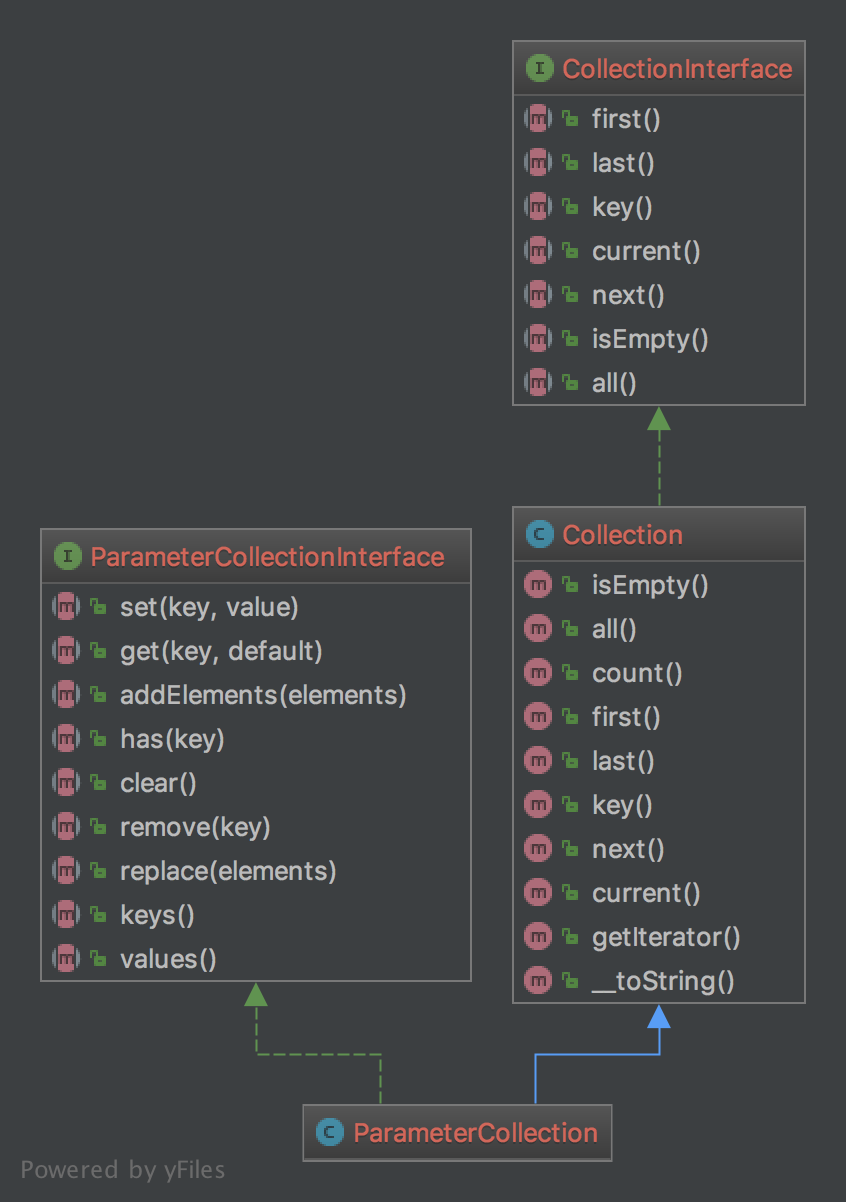 CollectionInterface
first()
last()
key()
current()
next()
isEmpty()
all()
ParameterCollectionInterface
set(key, value)
get(key, default)
addElements(elements)
has(key)
clear()
remove(key)
replace(elements)
keys()
values()
Collection
isEmpty()
all()
count()
first()
last()
key()
next()
current()
getIterator()
__toString()
ParameterCollection
Powered by yFiles